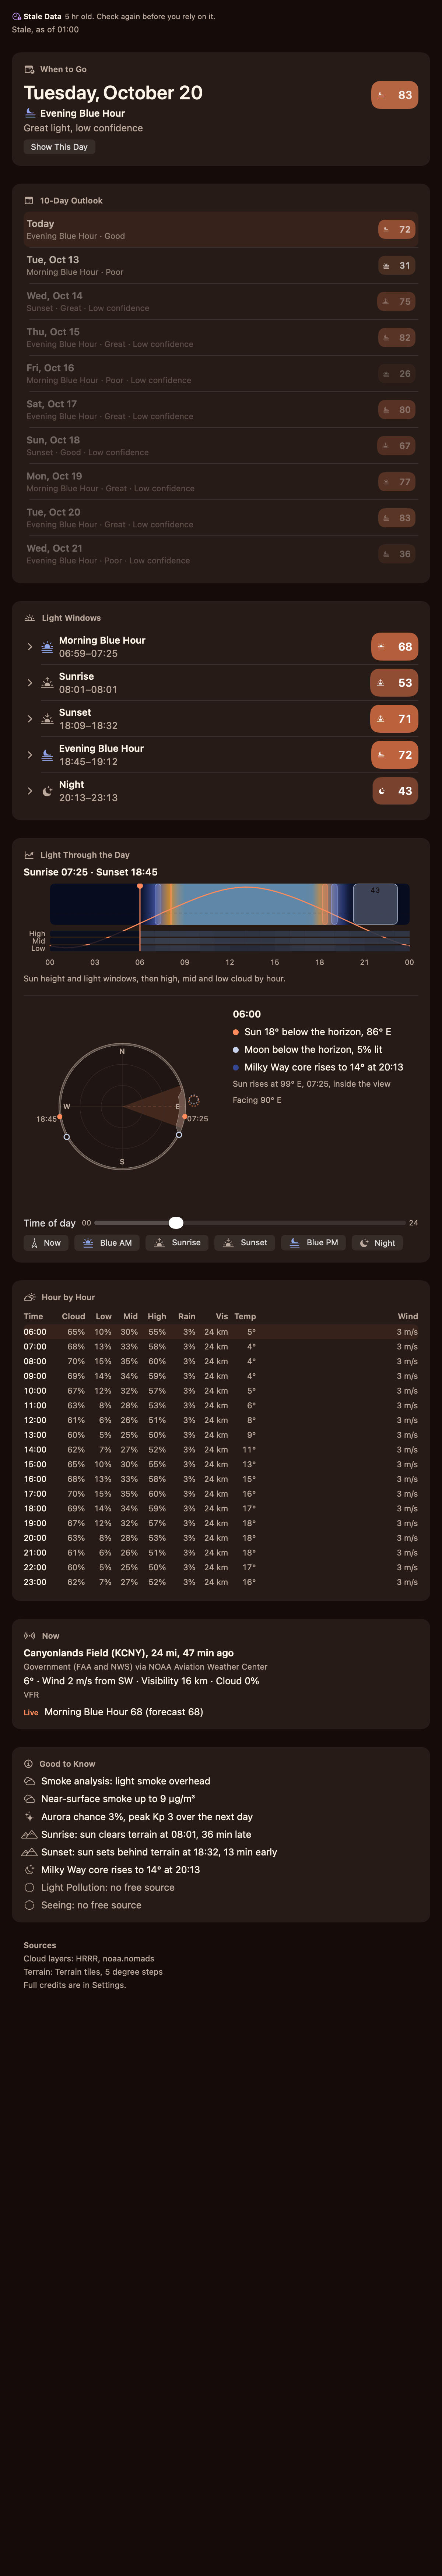 Stale Data 5 hr old. Check again before you rely on it.
Stale, as of 01:00
When to Go
Tuesday, October 20
83
Evening Blue Hour
Great light, low confidence
Show This Day
10-Day Outlook
Today
Evening Blue Hour · Good
72
Tue, Oct 13
Morning Blue Hour · Poor
31
Wed, Oct 14
Sunset · Great · Low confidence
75
Thu, Oct 15
Evening Blue Hour · Great · Low confidence
82
Fri, Oct 16
Morning Blue Hour · Poor · Low confidence
26
Sat, Oct 17
Evening Blue Hour · Great · Low confidence
80
Sun, Oct 18
Sunset · Good · Low confidence
67
Mon, Oct 19
Morning Blue Hour · Great · Low confidence
77
Tue, Oct 20
Evening Blue Hour · Great · Low confidence
83
Wed, Oct 21
Evening Blue Hour · Poor · Low confidence
36
Light Windows
Morning Blue Hour
06:59–07:25
68
Sunrise
08:01–08:01
53
Sunset
18:09–18:32
71
Evening Blue Hour
18:45–19:12
72
Night
20:13–23:13
43
Light Through the Day
Sunrise 07:25 · Sunset 18:45
43
High
Mid
Low
00 03 06 09 12 15 18 21 00
Sun height and light windows, then high, mid and low cloud by hour.
06:00
Sun 18° below the horizon, 86° E
Moon below the horizon, 5% lit
Milky Way core rises to 14° at 20:13
Sun rises at 99° E, 07:25, inside the view
Facing 90° E
N
W
E
S
18:45
07:25
Time of day 00 24
Now Blue AM Sunrise Sunset Blue PM Night
Hour by Hour
Time Cloud Low Mid High Rain Vis Temp Wind
06:00 65% 10% 30% 55% 3% 24 km 5° 3 m/s
07:00 68% 13% 33% 58% 3% 24 km 4° 3 m/s
08:00 70% 15% 35% 60% 3% 24 km 4° 3 m/s
09:00 69% 14% 34% 59% 3% 24 km 4° 3 m/s
10:00 67% 12% 32% 57% 3% 24 km 5° 3 m/s
11:00 63% 8% 28% 53% 3% 24 km 6° 3 m/s
12:00 61% 6% 26% 51% 3% 24 km 8° 3 m/s
13:00 60% 5% 25% 50% 3% 24 km 9° 3 m/s
14:00 62% 7% 27% 52% 3% 24 km 11° 3 m/s
15:00 65% 10% 30% 55% 3% 24 km 13° 3 m/s
16:00 68% 13% 33% 58% 3% 24 km 15° 3 m/s
17:00 70% 15% 35% 60% 3% 24 km 16° 3 m/s
18:00 69% 14% 34% 59% 3% 24 km 17° 3 m/s
19:00 67% 12% 32% 57% 3% 24 km 18° 3 m/s
20:00 63% 8% 28% 53% 3% 24 km 18° 3 m/s
21:00 61% 6% 26% 51% 3% 24 km 18° 3 m/s
22:00 60% 5% 25% 50% 3% 24 km 17° 3 m/s
23:00 62% 7% 27% 52% 3% 24 km 16° 3 m/s
Now
Canyonlands Field (KCNY), 24 mi, 47 min ago
Government (FAA and NWS) via NOAA Aviation Weather Center
6° · Wind 2 m/s from SW · Visibility 16 km · Cloud 0%
VFR
Live Morning Blue Hour 68 (forecast 68)
Good to Know
Smoke analysis: light smoke overhead
Near-surface smoke up to 9 µg/m³
Aurora chance 3%, peak Kp 3 over the next day
Sunrise: sun clears terrain at 08:01, 36 min late
Sunset: sun sets behind terrain at 18:32, 13 min early
Milky Way core rises to 14° at 20:13
Light Pollution: no free source
Seeing: no free source
Sources
Cloud layers: HRRR, noaa.nomads
Terrain: Terrain tiles, 5 degree steps
Full credits are in Settings.